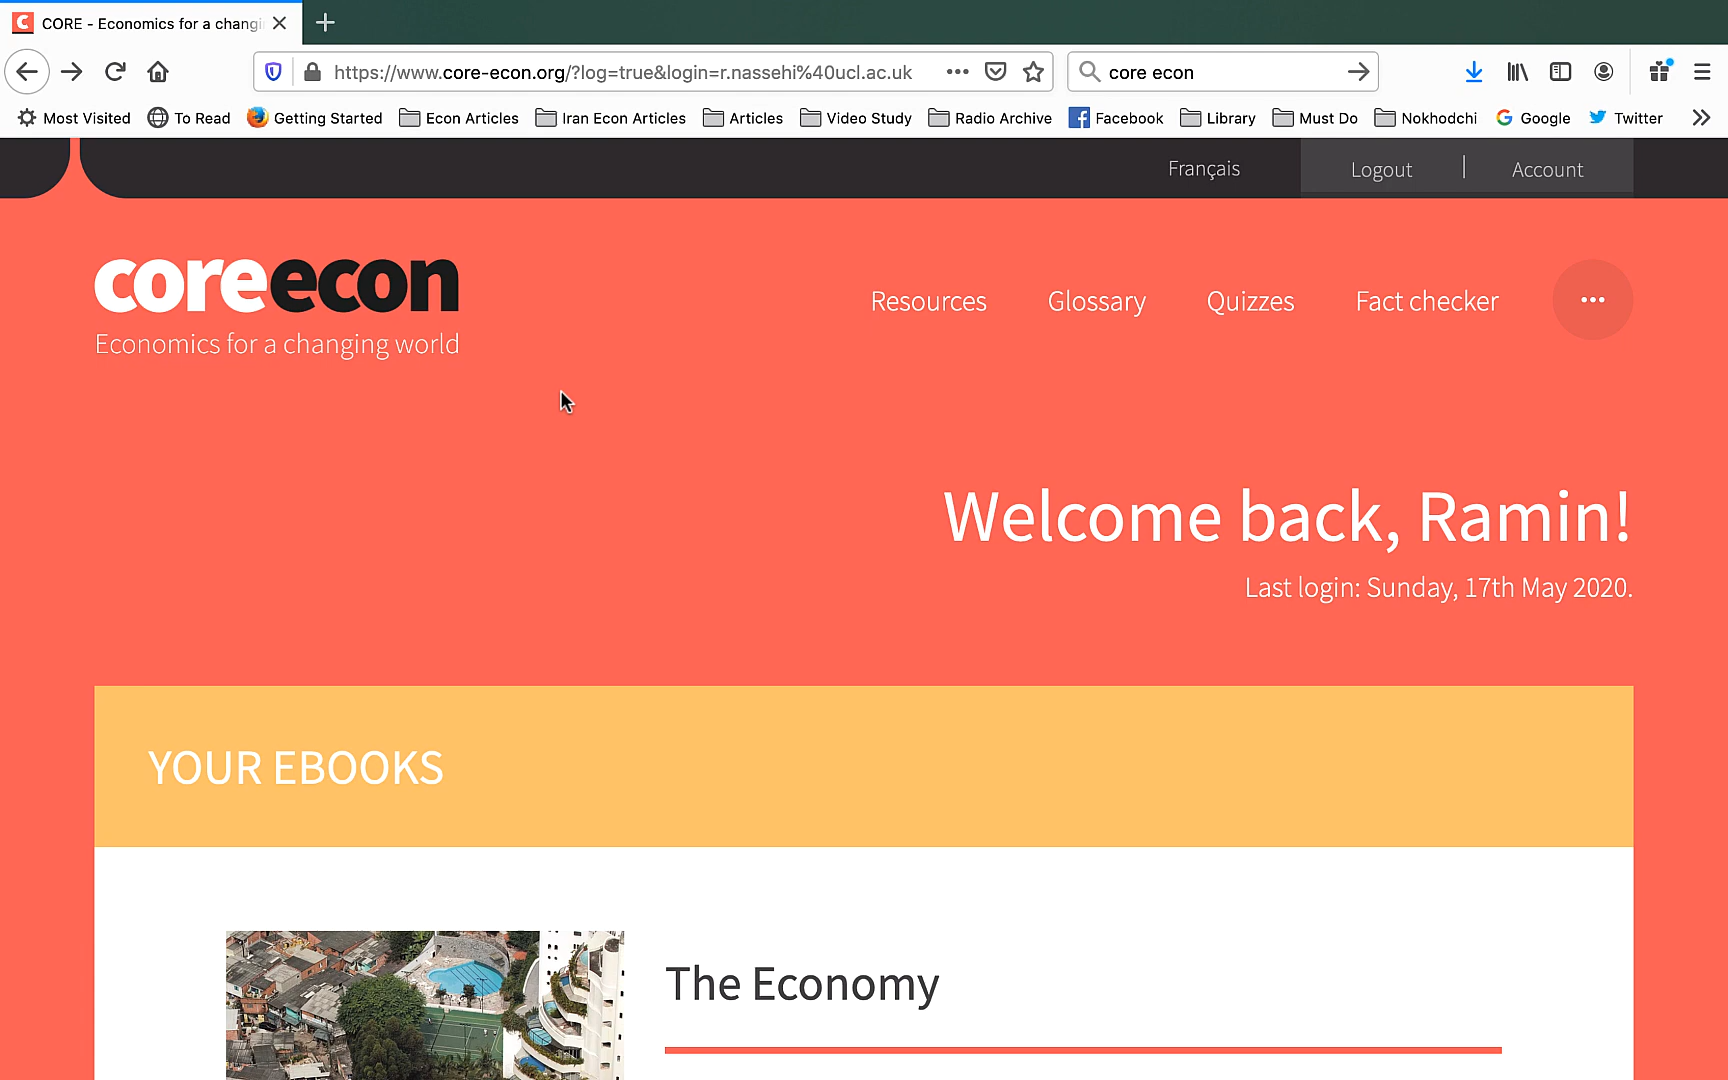 CORE - Economics for a changi
https://www.core-econ.org/?log=true&login=r.nassehi%40ucl.ac.uk
core econ
Most Visited To Read Getting Started Econ Articles Iran Econ Articles Articles Video Study Radio Archive Facebook Library Must Do Nokhodchi Google Twitter
Français Logout | Account
coreecon
Economics for a changing world
Resources Glossary Quizzes Fact checker
Welcome back, Ramin!
Last login: Sunday, 17th May 2020.
YOUR EBOOKS
The Economy